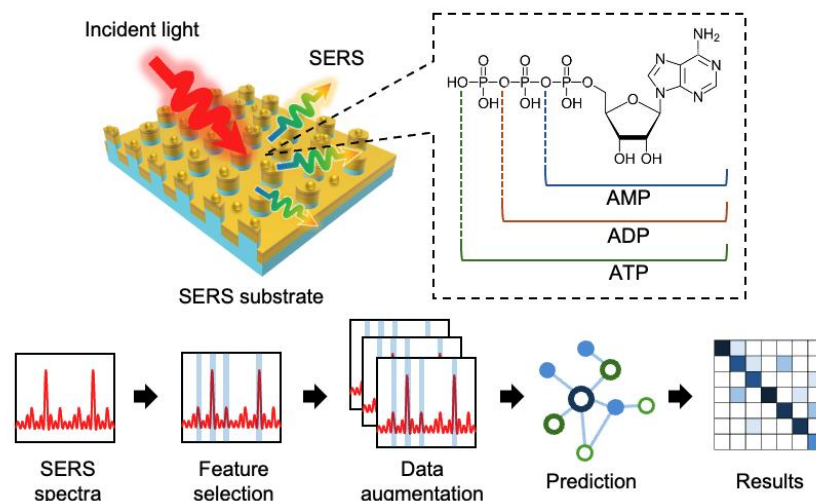 Incident light
SERS
SERS substrate
NH₂
N
N
N
N
O
O
O
HO-P-O-P-O-P-O
OH
OH
OH
O
OH OH
AMP
ADP
ATP
SERS
spectra
Feature
selection
Data
augmentation
Prediction
Results